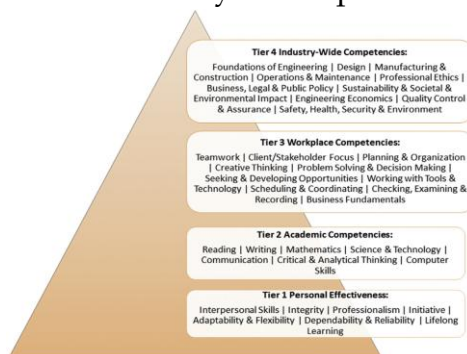 Tier 4 Industry-Wide Competencies:
Foundations of Engineering | Design | Manufacturing &
Construction | Operations & Maintenance | Professional Ethics |
Business, Legal & Public Policy | Sustainability & Societal &
Environmental Impact | Engineering Economics | Quality Control
& Assurance | Safety, Health, Security & Environment
Tier 3 Workplace Competencies:
Teamwork | Client/Stakeholder Focus | Planning & Organization
| Creative Thinking | Problem Solving & Decision Making |
Seeking & Developing Opportunities | Working with Tools &
Technology | Scheduling & Coordinating | Checking, Examining &
Recording | Business Fundamentals
Tier 2 Academic Competencies:
Reading | Writing | Mathematics | Science & Technology |
Communication | Critical & Analytical Thinking | Computer
Skills
Tier 1 Personal Effectiveness:
Interpersonal Skills | Integrity | Professionalism | Initiative |
Adaptability & Flexibility | Dependability & Reliability | Lifelong
Learning